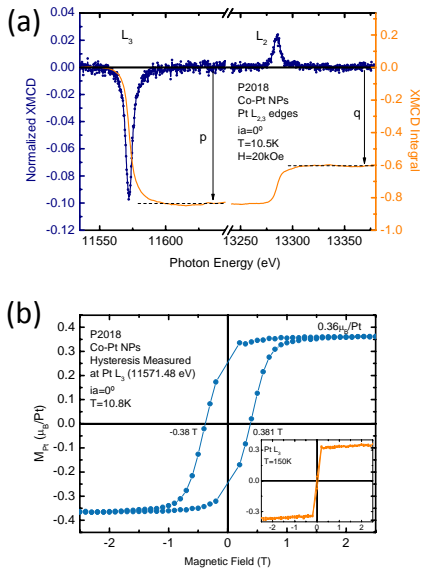 (a)
L3
L2
0.04
0.02
0.00
-0.02
-0.04
-0.06
-0.08
-0.10
Normalized XMCD
0.4
0.2
0.0
-0.2
-0.4
-0.6
-0.8
-1.0
XMCD Integral
p
q
P2018
Co-Pt NPs
Pt L2,3 edges
ia=0º
T=10.5K
H=20kOe
11550 11600 13250 13300 13350
Photon Energy (eV)
(b)
0.4
0.3
0.2
0.1
0.0
-0.1
-0.2
-0.3
-0.4
MPt (μB/Pt)
P2018
Co-Pt NPs
Hysteresis Measured
at Pt L3 (11571.48 eV)
ia=0º
T=10.8K
0.36μB/Pt
-0.38 T
0.381 T
Pt L3
T=150K
0.3
0.0
-0.3
-2 -1 0 1 2
-2 -1 0 1 2
Magnetic Field (T)